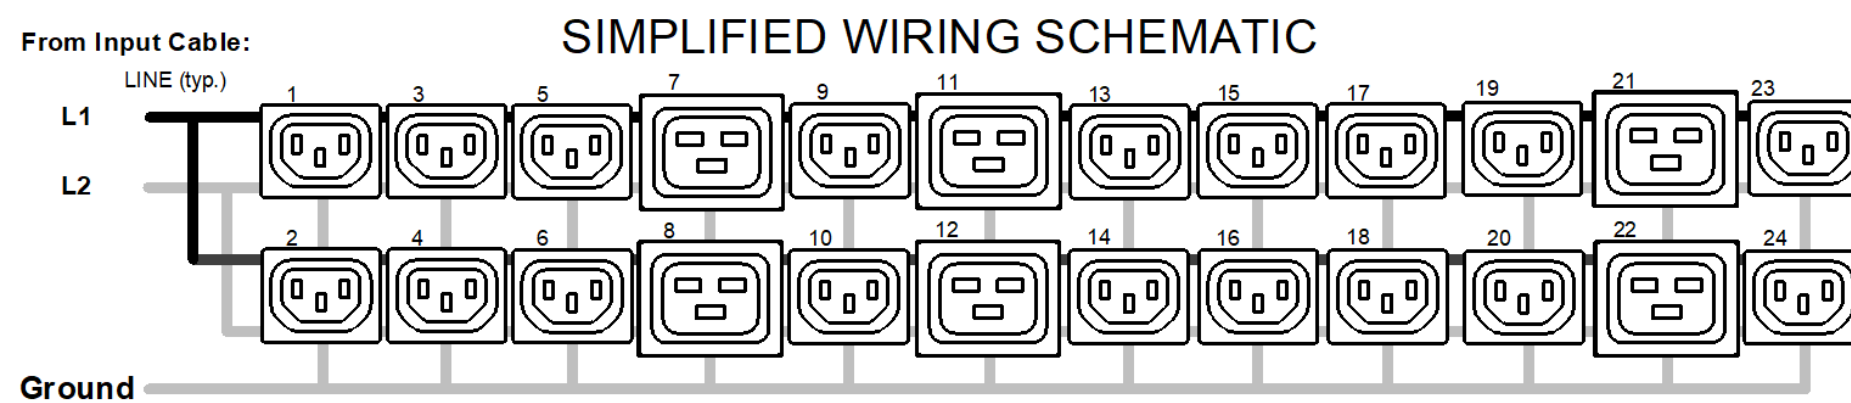 SIMPLIFIED WIRING SCHEMATIC
From Input Cable:
LINE (typ.)
1 3 5 7 9 11 13 15 17 19 21 23
L1
L2
2 4 6 8 10 12 14 16 18 20 22 24
Ground